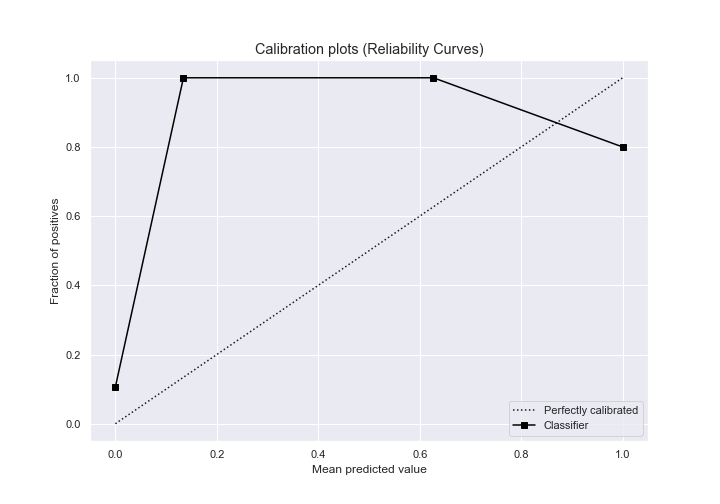 Calibration plots (Reliability Curves)
1.0
0.8
0.6
0.4
0.2
0.0
Fraction of positives
Perfectly calibrated
Classifier
0.0 0.2 0.4 0.6 0.8 1.0
Mean predicted value